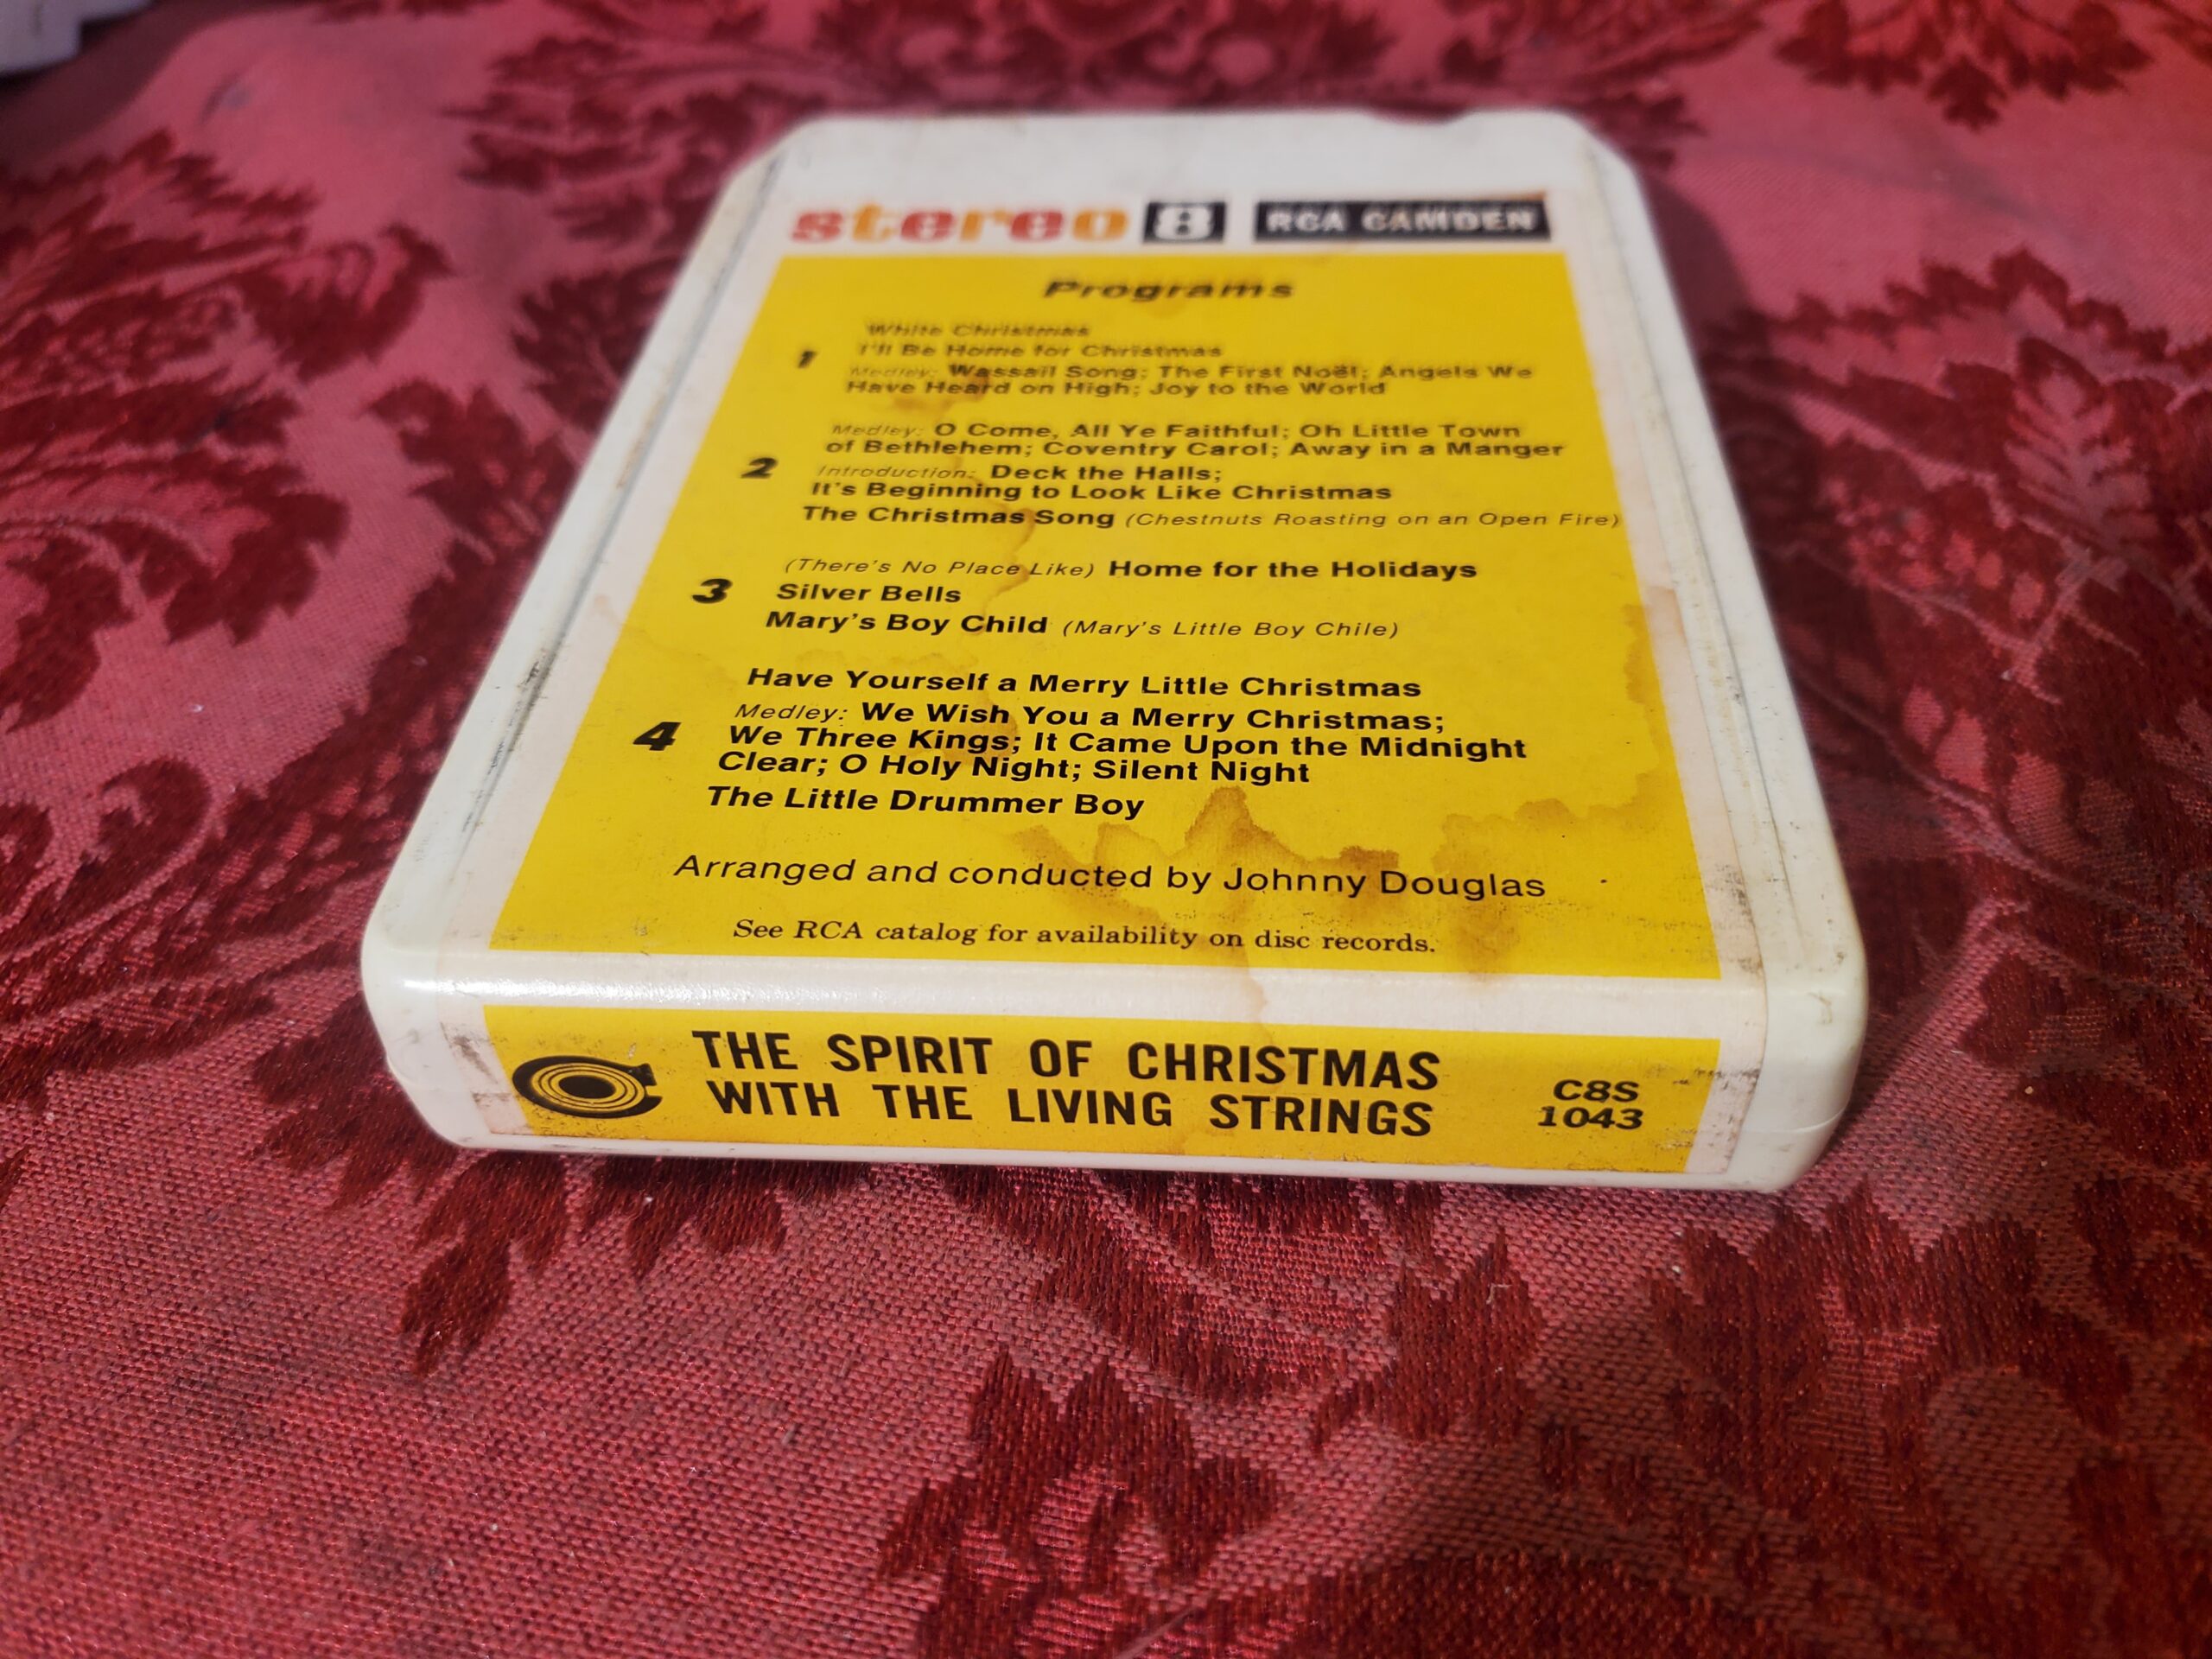 stereo 8 RCA CAMDEN
Programs
White Christmas
1 I'll Be Home for Christmas
Medley: Wassail Song; The First Noël; Angels We
Have Heard on High; Joy to the World
Medley: O Come, All Ye Faithful; Oh Little Town
of Bethlehem; Coventry Carol; Away in a Manger
2 Introduction: Deck the Halls;
It's Beginning to Look Like Christmas
The Christmas Song (Chestnuts Roasting on an Open Fire)
(There's No Place Like) Home for the Holidays
3 Silver Bells
Mary's Boy Child (Mary's Little Boy Chile)
Have Yourself a Merry Little Christmas
Medley: We Wish You a Merry Christmas;
4 We Three Kings; It Came Upon the Midnight
Clear; O Holy Night; Silent Night
The Little Drummer Boy
Arranged and conducted by Johnny Douglas
See RCA catalog for availability on disc records.
THE SPIRIT OF CHRISTMAS
WITH THE LIVING STRINGS
C8S
1043